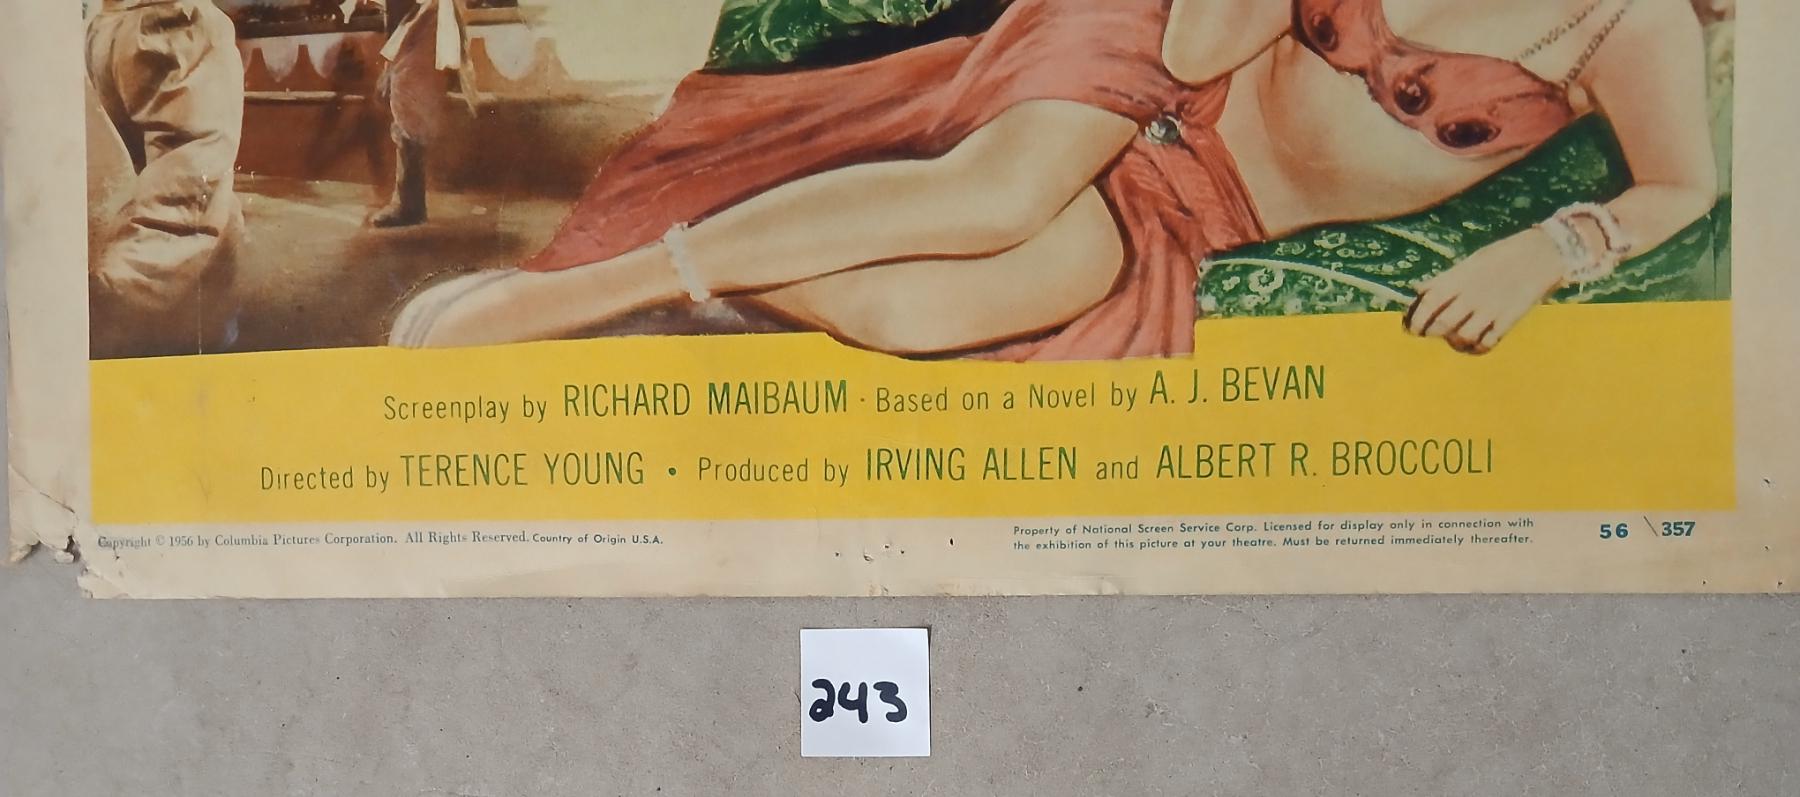 Screenplay by RICHARD MAIBAUM · Based on a Novel by A. J. BEVAN
Directed by TERENCE YOUNG • Produced by IRVING ALLEN and ALBERT R. BROCCOLI
Copyright © 1956 by Columbia Pictures Corporation. All Rights Reserved. Country of Origin U.S.A.
Property of National Screen Service Corp. Licensed for display only in connection with
the exhibition of this picture at your theatre. Must be returned immediately thereafter.
56 \ 357
243